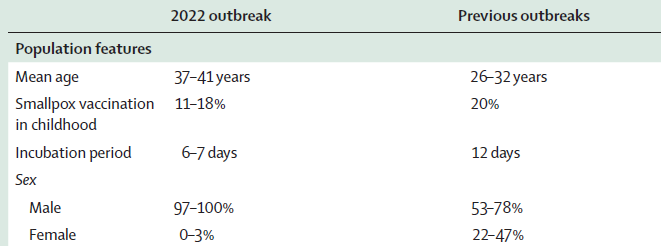 2022 outbreak Previous outbreaks
Population features
Mean age 37–41 years 26–32 years
Smallpox vaccination 11–18% 20%
in childhood
Incubation period 6–7 days 12 days
Sex
Male 97–100% 53–78%
Female 0–3% 22–47%